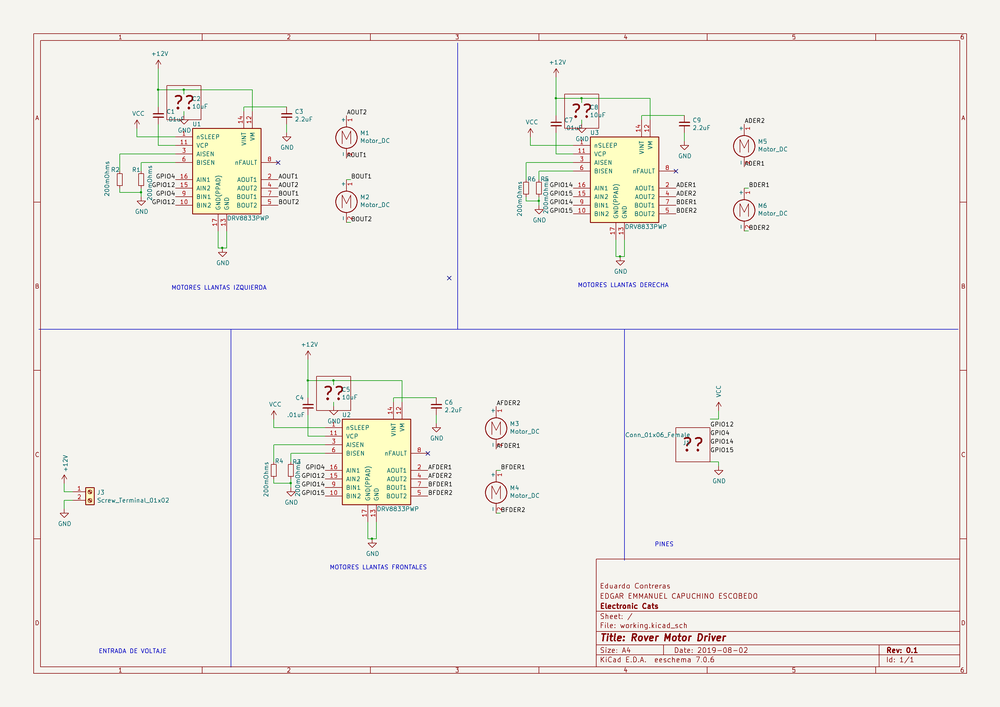 1 2 3 4 5 6
A A
B B
C C
D D
+12V
??
C2
10uF
C1
GND
VCC
U1
nSLEEP
VCP
AISEN
BISEN
AIN1
AIN2
BIN1
BIN2
VINT
VM
nFAULT
AOUT1
AOUT2
BOUT1
BOUT2
GND(PPAD)
GND
1
11
3
6
16
15
9
10
14
12
8
2
4
7
5
17
13
GPIO4
GPIO12
GPIO4
GPIO12
AOUT1
AOUT2
BOUT1
BOUT2
R2
200mOhms
R1
200mOhms
GND
C3
2.2uF
GND
DRV8833PWP
GND
AOUT2
M1
Motor_DC
AOUT1
BOUT1
M2
Motor_DC
BOUT2
MOTORES LLANTAS IZQUIERDA
+12V
??
C8
10uF
C7
.01uF
GND
VCC
U3
nSLEEP
VCP
AISEN
BISEN
AIN1
AIN2
BIN1
BIN2
VINT
VM
nFAULT
AOUT1
AOUT2
BOUT1
BOUT2
GND(PPAD)
GND
1
11
3
6
16
15
9
10
14
12
8
2
4
7
5
17
13
GPIO14
GPIO15
GPIO14
GPIO15
ADER1
ADER2
BDER1
BDER2
R6
200mOhms
R5
200mOhms
GND
C9
2.2uF
GND
DRV8833PWP
GND
ADER2
M5
Motor_DC
ADER1
BDER1
M6
Motor_DC
BDER2
MOTORES LLANTAS DERECHA
+12V
??
C5
10uF
C4
.01uF
GND
VCC
U2
nSLEEP
VCP
AISEN
BISEN
AIN1
AIN2
BIN1
BIN2
VINT
VM
nFAULT
AOUT1
AOUT2
BOUT1
BOUT2
GND(PPAD)
GND
1
11
3
6
16
15
9
10
14
12
8
2
4
7
5
17
13
GPIO4
GPIO12
GPIO14
GPIO15
AFDER1
AFDER2
BFDER1
BFDER2
R4
200mOhms
R3
200mOhms
GND
C6
2.2uF
GND
DRV8833PWP
GND
AFDER2
M3
Motor_DC
AFDER1
BFDER1
M4
Motor_DC
BFDER2
MOTORES LLANTAS FRONTALES
+12V
1
2
J3
Screw_Terminal_01x02
GND
ENTRADA DE VOLTAJE
VCC
Conn_01x06_Female
??
GPIO12
GPIO4
GPIO14
GPIO15
GND
PINES
Eduardo Contreras
EDGAR EMMANUEL CAPUCHINO ESCOBEDO
Electronic Cats
Sheet: /
File: working.kicad_sch
Title: Rover Motor Driver
Size: A4 Date: 2019-08-02 Rev: 0.1
KiCad E.D.A. eeschema 7.0.6 Id: 1/1
1 2 3 4 5 6